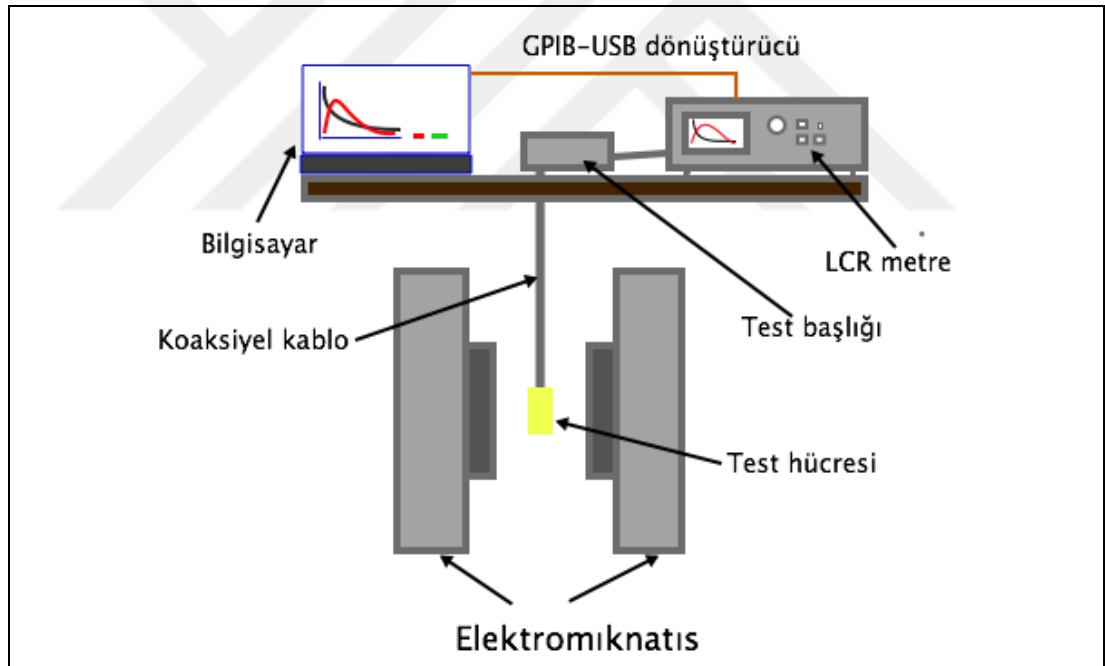 GPIB-USB dönüştürücü
Bilgisayar
LCR metre
Koaksiyel kablo
Test başlığı
Test hücresi
Elektromıknatıs